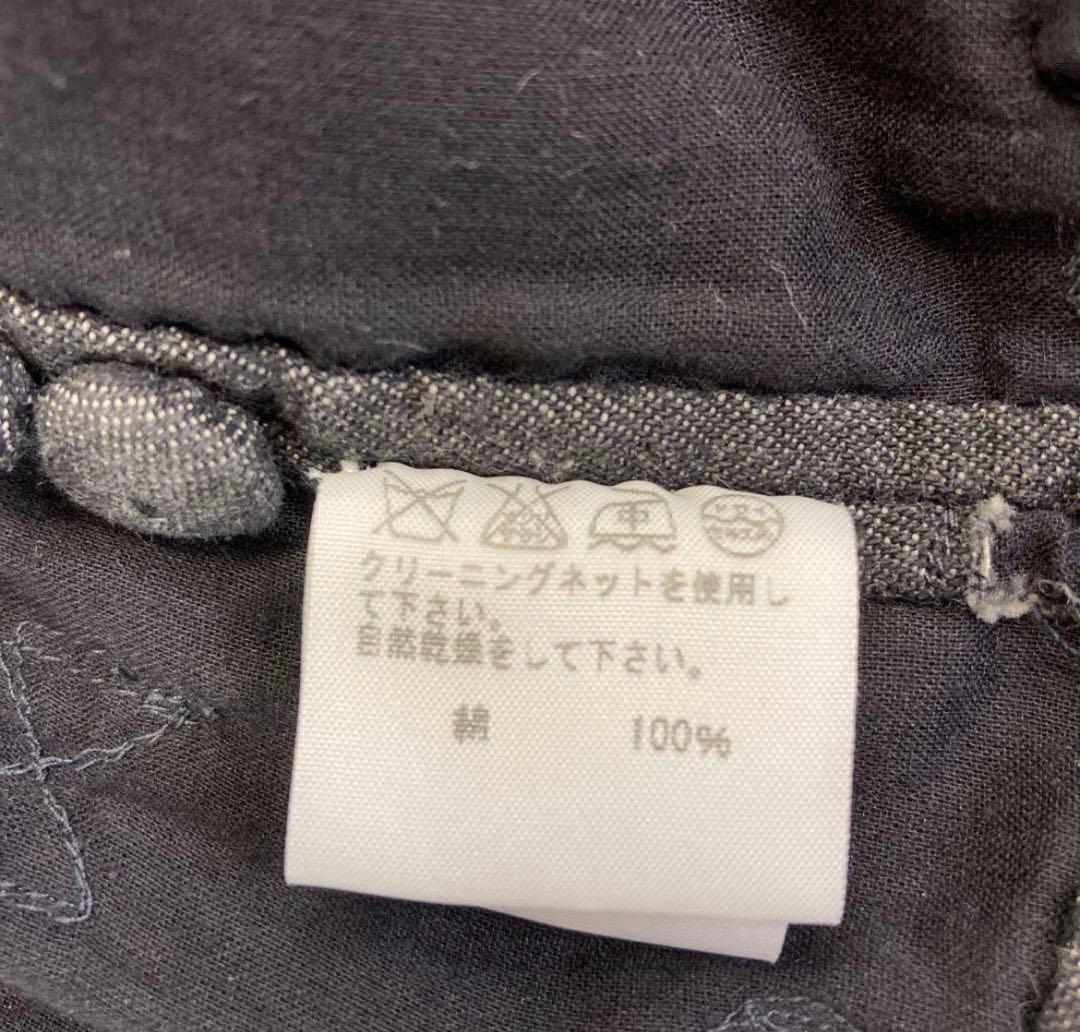 中
クリーニングネットを使用し
て下さい。
自然乾燥をして下さい。
綿 100%